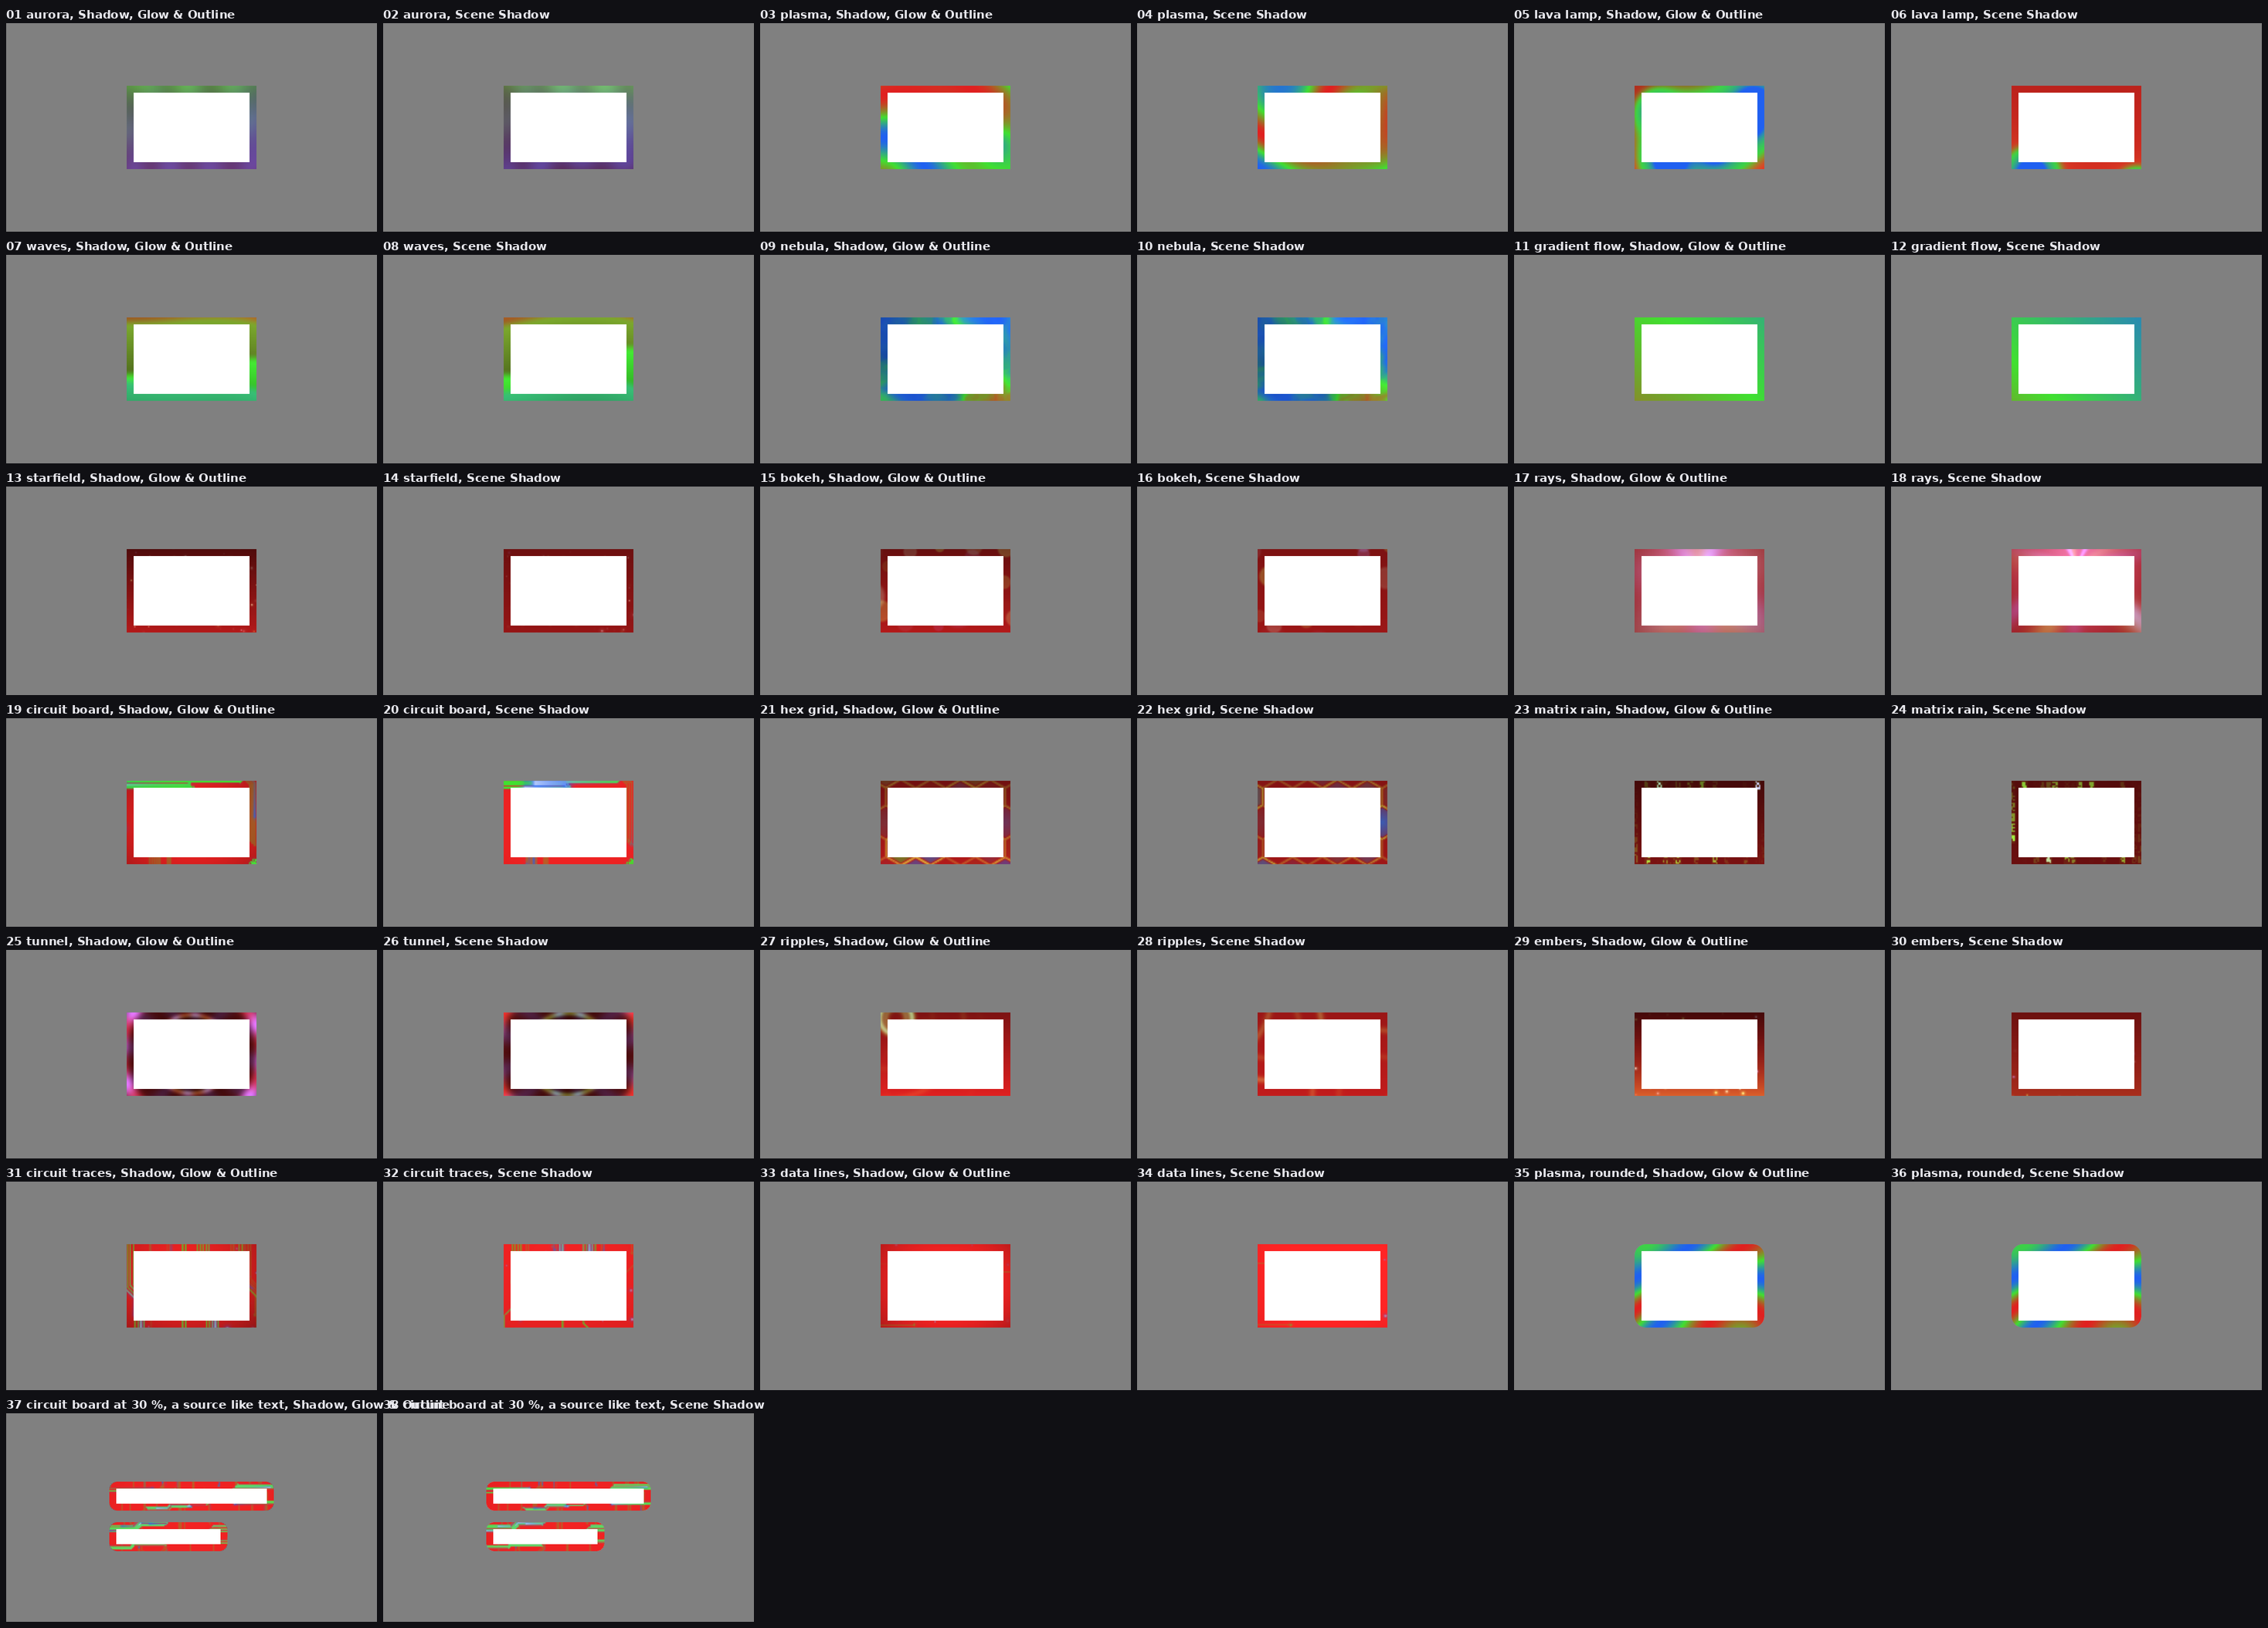 01 aurora, Shadow, Glow & Outline
02 aurora, Scene Shadow
03 plasma, Shadow, Glow & Outline
04 plasma, Scene Shadow
05 lava lamp, Shadow, Glow & Outline
06 lava lamp, Scene Shadow
07 waves, Shadow, Glow & Outline
08 waves, Scene Shadow
09 nebula, Shadow, Glow & Outline
10 nebula, Scene Shadow
11 gradient flow, Shadow, Glow & Outline
12 gradient flow, Scene Shadow
13 starfield, Shadow, Glow & Outline
14 starfield, Scene Shadow
15 bokeh, Shadow, Glow & Outline
16 bokeh, Scene Shadow
17 rays, Shadow, Glow & Outline
18 rays, Scene Shadow
19 circuit board, Shadow, Glow & Outline
20 circuit board, Scene Shadow
21 hex grid, Shadow, Glow & Outline
22 hex grid, Scene Shadow
23 matrix rain, Shadow, Glow & Outline
24 matrix rain, Scene Shadow
25 tunnel, Shadow, Glow & Outline
26 tunnel, Scene Shadow
27 ripples, Shadow, Glow & Outline
28 ripples, Scene Shadow
29 embers, Shadow, Glow & Outline
30 embers, Scene Shadow
31 circuit traces, Shadow, Glow & Outline
32 circuit traces, Scene Shadow
33 data lines, Shadow, Glow & Outline
34 data lines, Scene Shadow
35 plasma, rounded, Shadow, Glow & Outline
36 plasma, rounded, Scene Shadow
37 circuit board at 30 %, a source like text, Shadow, Glow
board at 30 %, a source like text, Scene Shadow